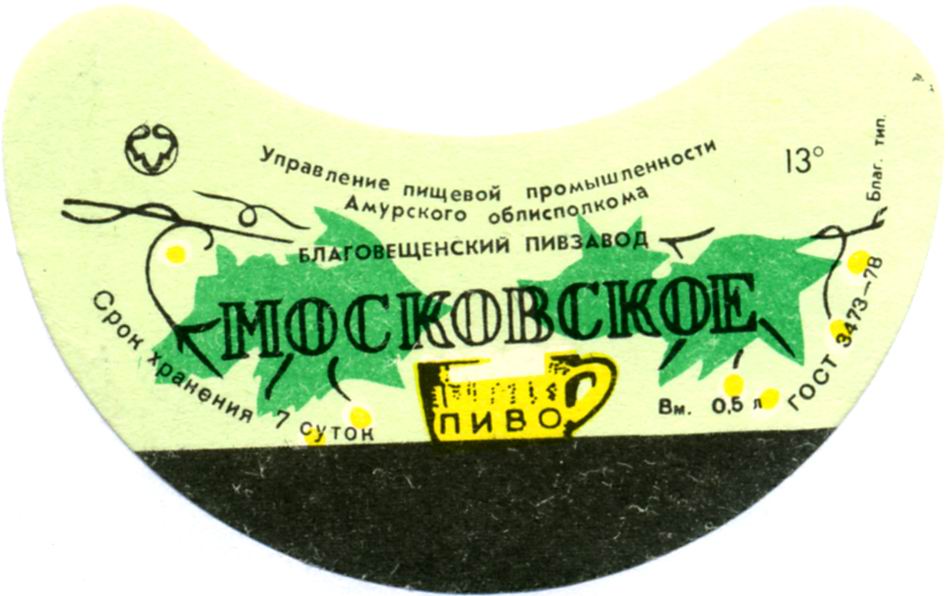 Управление пищевой промышленности
Амурского облисполкома
БЛАГОВЕЩЕНСКИЙ ПИВЗАВОД
13°
Благ. тип.
МОСКОВСКОЕ
ПИВО
Срок хранения 7 суток
Вм. 0,5 л
ГОСТ 3473—78